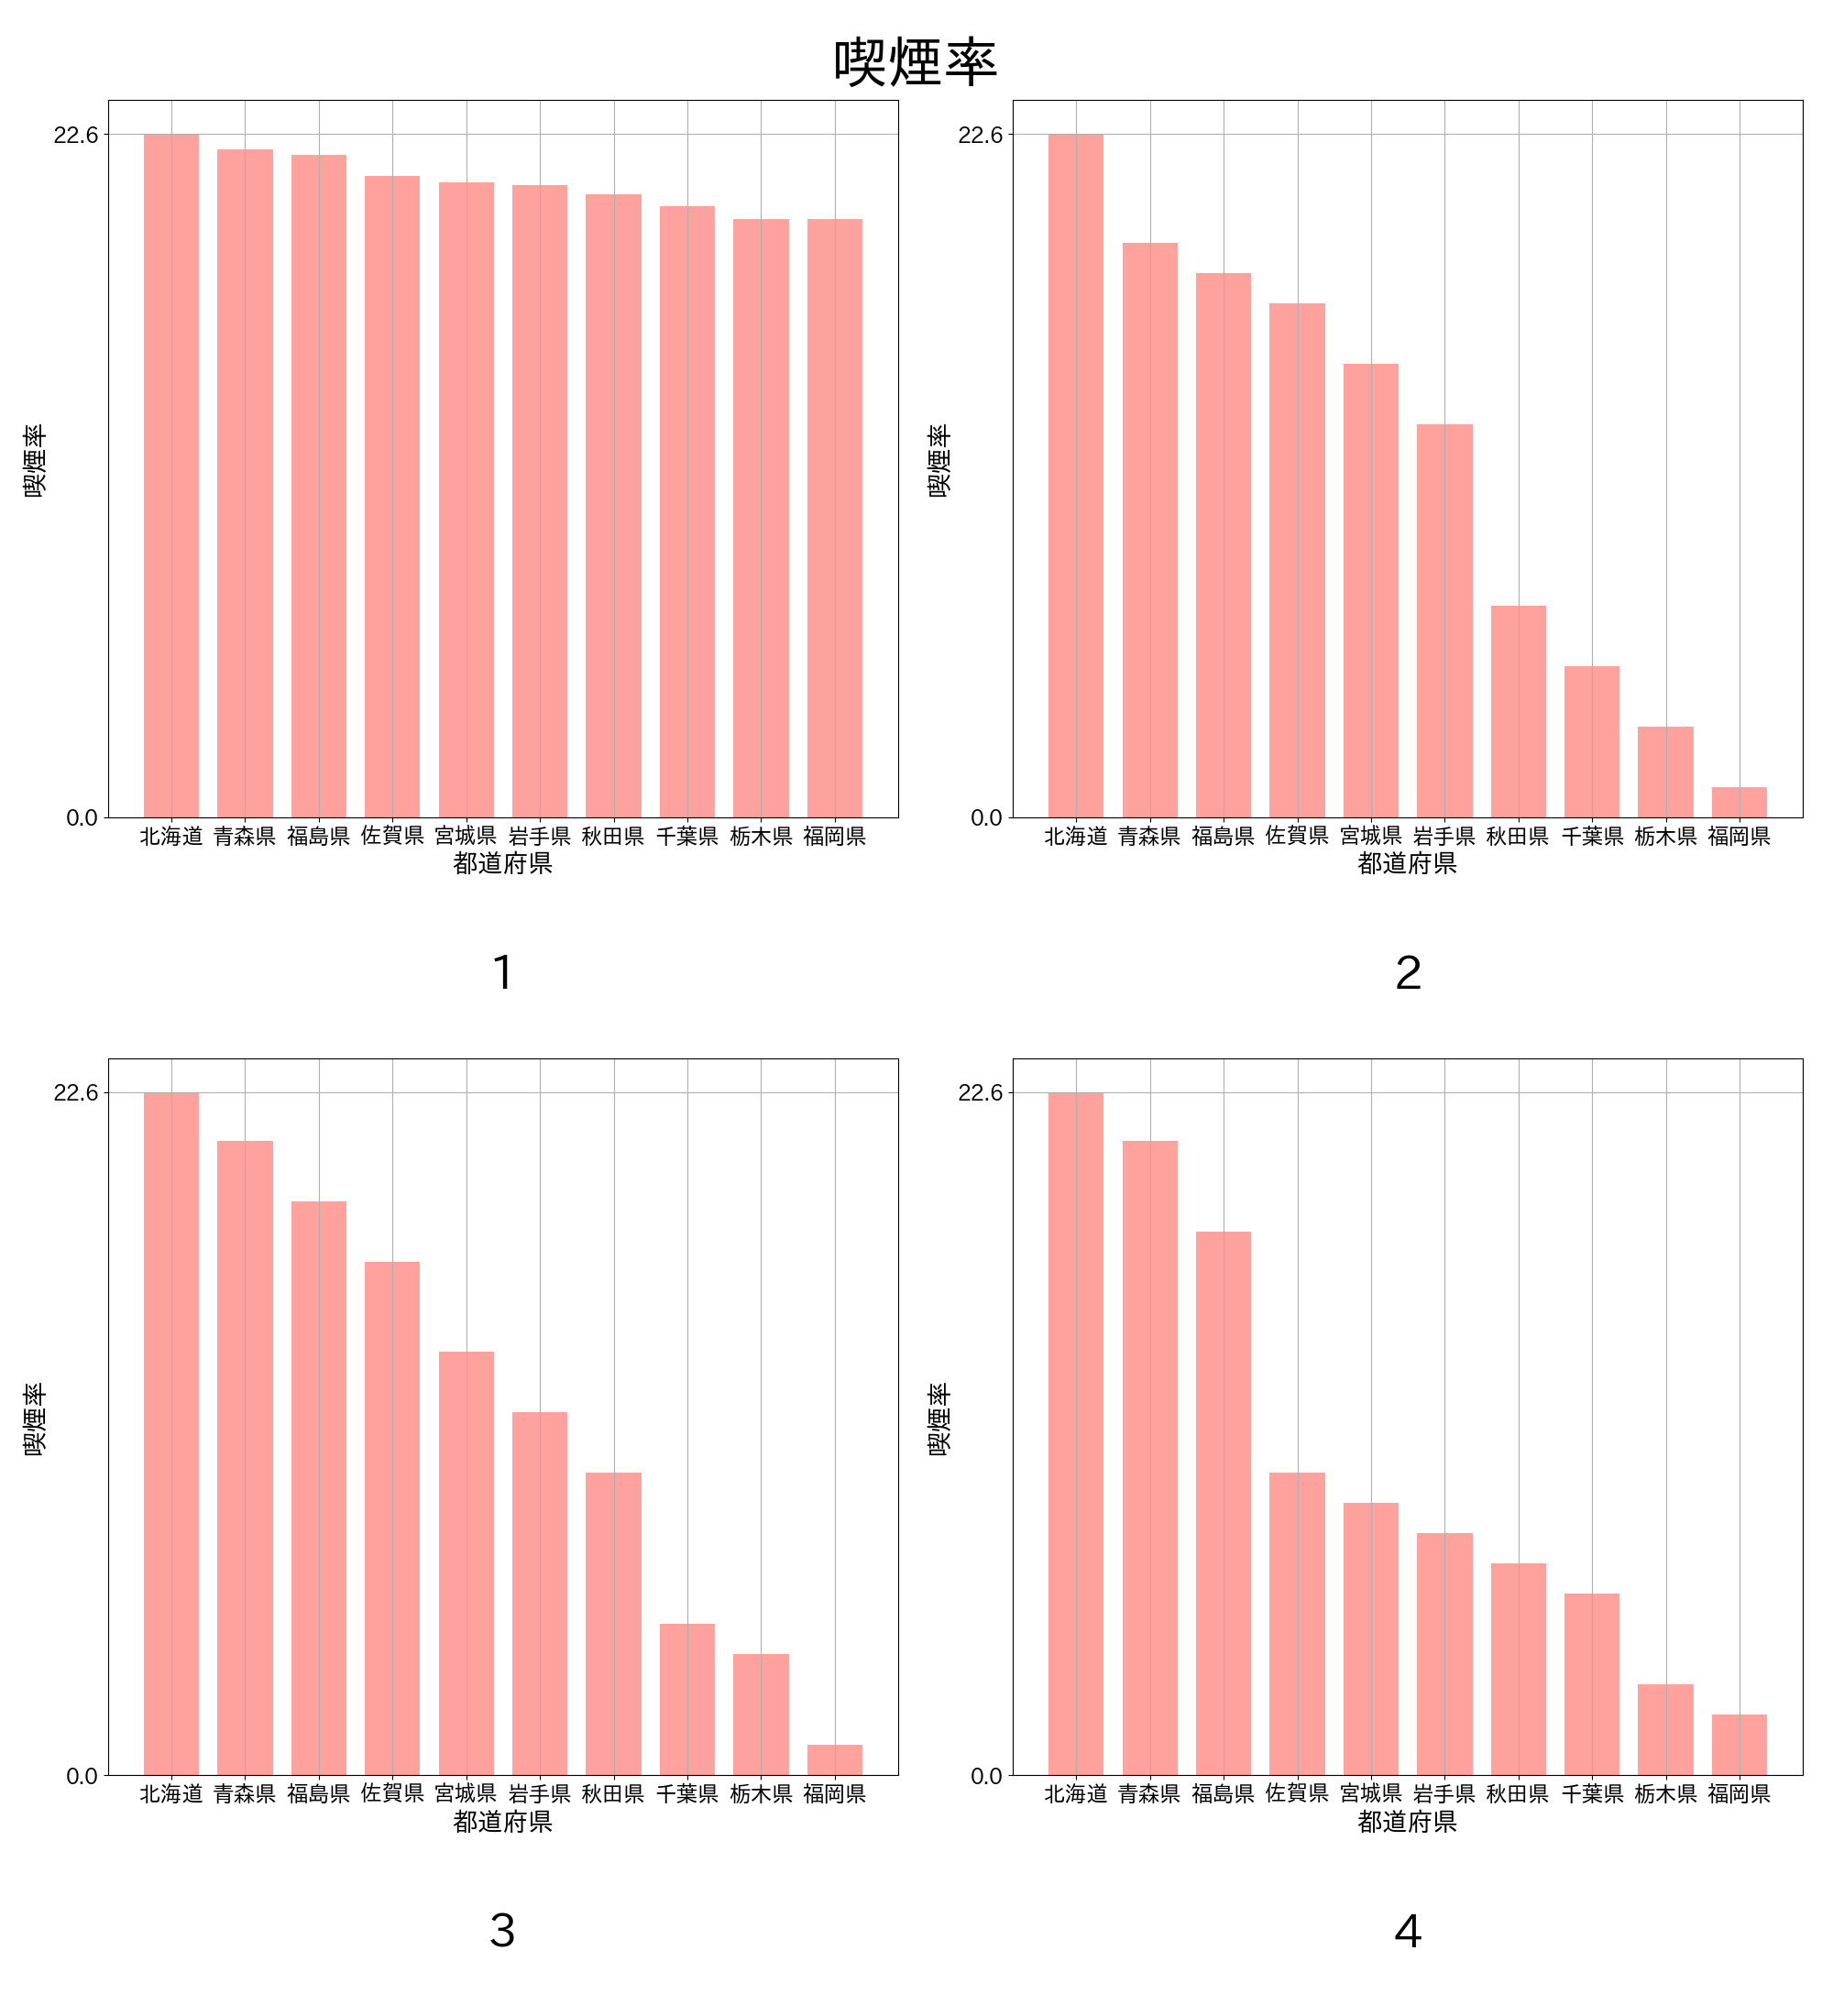 喫煙率
22.6
0.0
喫煙率
北海道 青森県 福島県 佐賀県 宮城県 岩手県 秋田県 千葉県 栃木県 福岡県
都道府県
1
22.6
0.0
喫煙率
北海道 青森県 福島県 佐賀県 宮城県 岩手県 秋田県 千葉県 栃木県 福岡県
都道府県
2
22.6
0.0
喫煙率
北海道 青森県 福島県 佐賀県 宮城県 岩手県 秋田県 千葉県 栃木県 福岡県
都道府県
3
22.6
0.0
喫煙率
北海道 青森県 福島県 佐賀県 宮城県 岩手県 秋田県 千葉県 栃木県 福岡県
都道府県
4